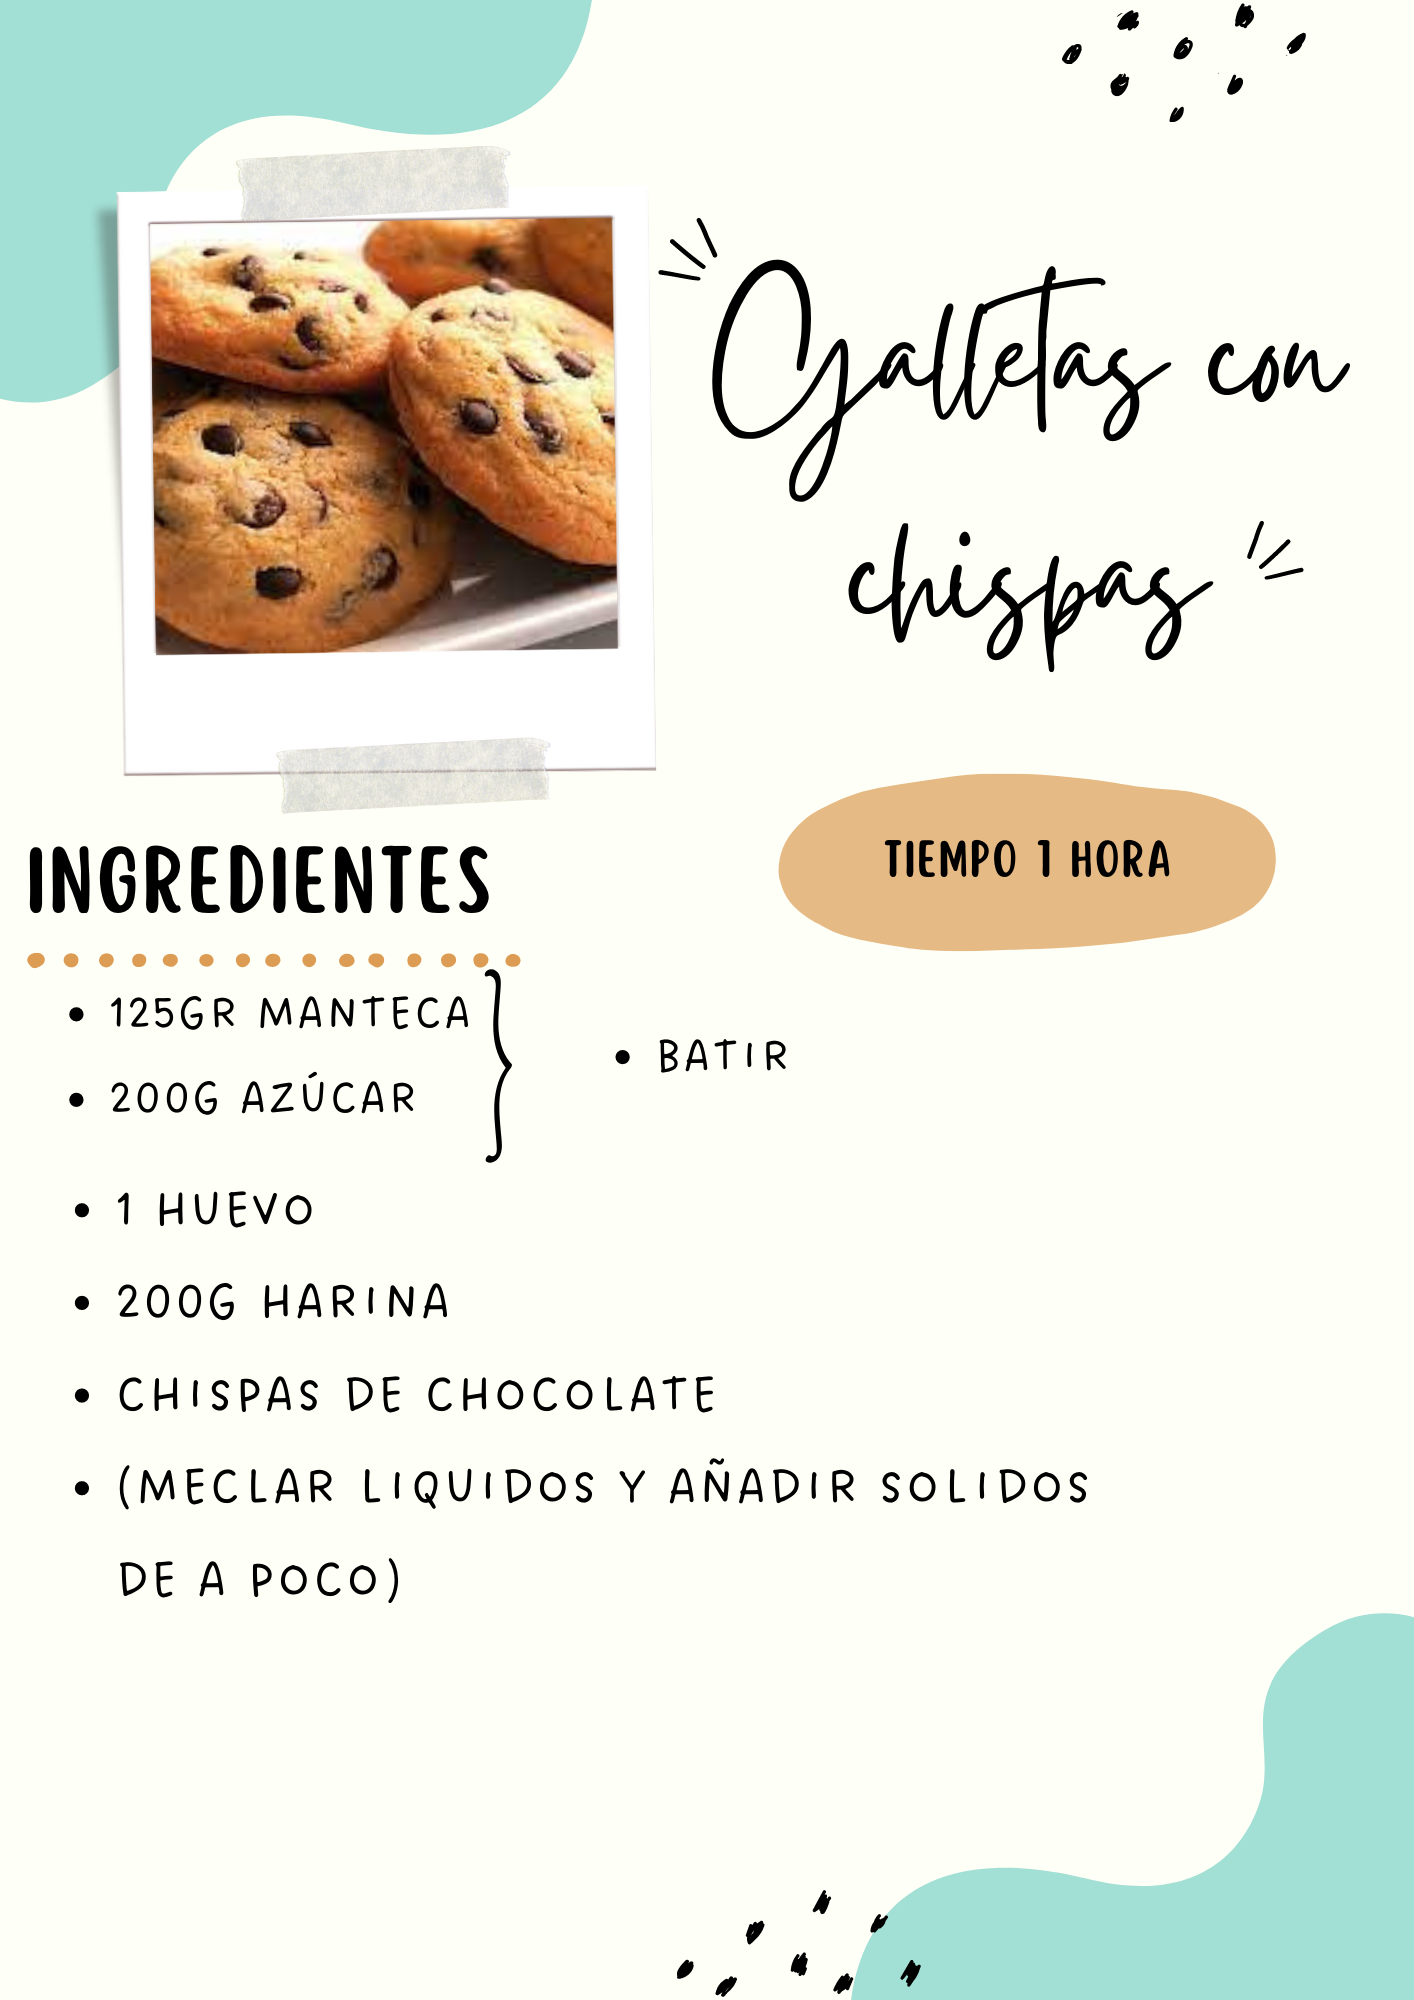 Galletas con
chispas
TIEMPO 1 HORA
INGREDIENTES
125GR MANTECA
200G AZÚCAR
BATIR
1 HUEVO
200G HARINA
CHISPAS DE CHOCOLATE
(MECLAR LIQUIDOS Y AÑADIR SOLIDOS
DE A POCO)